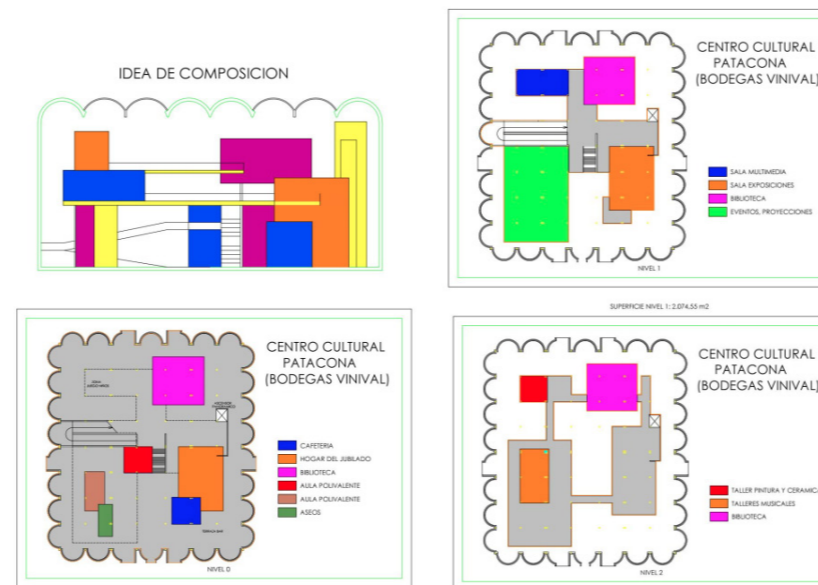 IDEA DE COMPOSICION
CENTRO CULTURAL
PATACONA
(BODEGAS VINIVAL)
SALA MULTIMEDIA
SALA EXPOSICIONES
BIBLIOTECA
EVENTOS, PROYECCIONES
NIVEL 1
SUPERFICIE NIVEL 1: 2.074,55 m2
CENTRO CULTURAL
PATACONA
(BODEGAS VINIVAL)
CAFETERIA
HOGAR DEL JUBILADO
BIBLIOTECA
AULA POLIVALENTE
AULA POLIVALENTE
ASEOS
NIVEL 0
CENTRO CULTURAL
PATACONA
(BODEGAS VINIVAL)
TALLER PINTURA Y CERAMICA
TALLERES MUSICALES
BIBLIOTECA
NIVEL 2